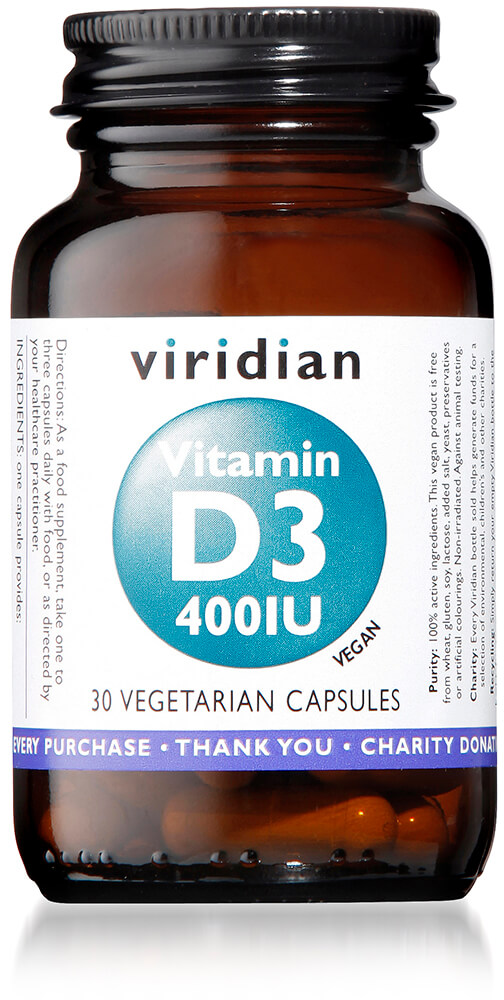 viridian
Vitamin
D3
400IU
VEGAN
30 VEGETARIAN CAPSULES
EVERY PURCHASE • THANK YOU • CHARITY DONATI
Directions: As a food supplement, take one to
three capsules daily with food, or as directed by
your healthcare practitioner.
INGREDIENTS: one capsule provides:
Purity: 100% active ingredients. This vegan product is free
from wheat, gluten, soy, lactose, added salt, yeast, preservatives
or artificial colourings. Non-irradiated. Against animal testing.
Charity: Every Viridian bottle sold helps generate funds for a
selection of environmental, children's and other charities.
Recycling: Simply return your empty Viridian bottle to the